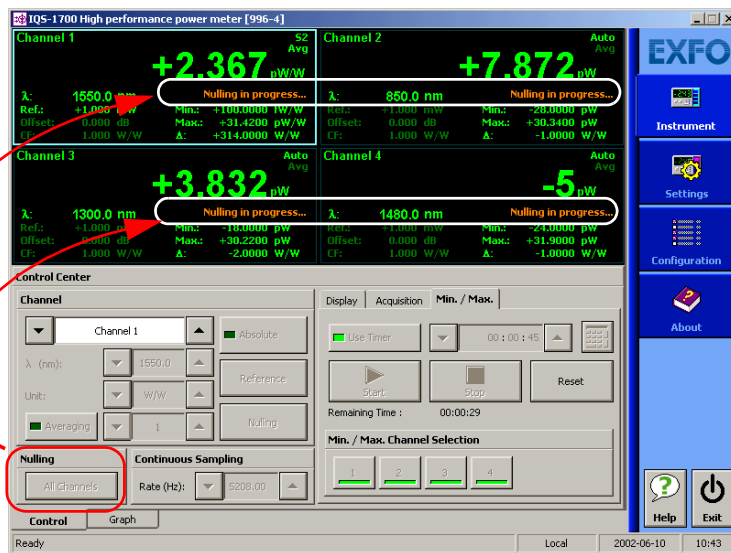 IQS-1700 High performance power meter [996-4]
Channel 1 S2
Avg
+2.367 pW/W
Nulling in progress...
λ: 1550.0 nm
Ref.: +1.000 pW Min.: +100.0000 fW/W
Offset: 0.000 dB Max.: +31.4200 pW/W
CF: 1.000 W/W Δ: +314.0000 W/W
Channel 2 Auto
Avg
+7.872 pW
Nulling in progress...
λ: 850.0 nm
Ref.: +1.000 mW Min.: -28.0000 pW
Offset: 0.000 dB Max.: +30.3400 pW
CF: 1.000 W/W Δ: -1.0000 W/W
Channel 3 Auto
Avg
+3.832 pW
Nulling in progress...
λ: 1300.0 nm
Ref.: +1.000 mW Min.: -18.0000 pW
Offset: 0.000 dB Max.: +30.2200 pW
CF: 1.000 W/W Δ: -2.0000 W/W
Channel 4 Auto
Avg
-5 pW
Nulling in progress...
λ: 1480.0 nm
Ref.: +1.000 mW Min.: -24.0000 pW
Offset: 0.000 dB Max.: +31.9000 pW
CF: 1.000 W/W Δ: -1.0000 W/W
EXFO
Instrument
Settings
Configuration
About
Help Exit
Control Center
Channel
Channel 1
Absolute
λ (nm): 1550.0
Reference
Unit: W/W
Averaging 1
Nulling
Nulling
All Channels
Continuous Sampling
Rate (Hz): 5208.00
Display Acquisition Min. / Max.
Use Timer 00 : 00 : 45
Start Stop Reset
Remaining Time : 00:00:29
Min. / Max. Channel Selection
1 2 3 4
Control Graph
Ready Local 2002-06-10 10:43